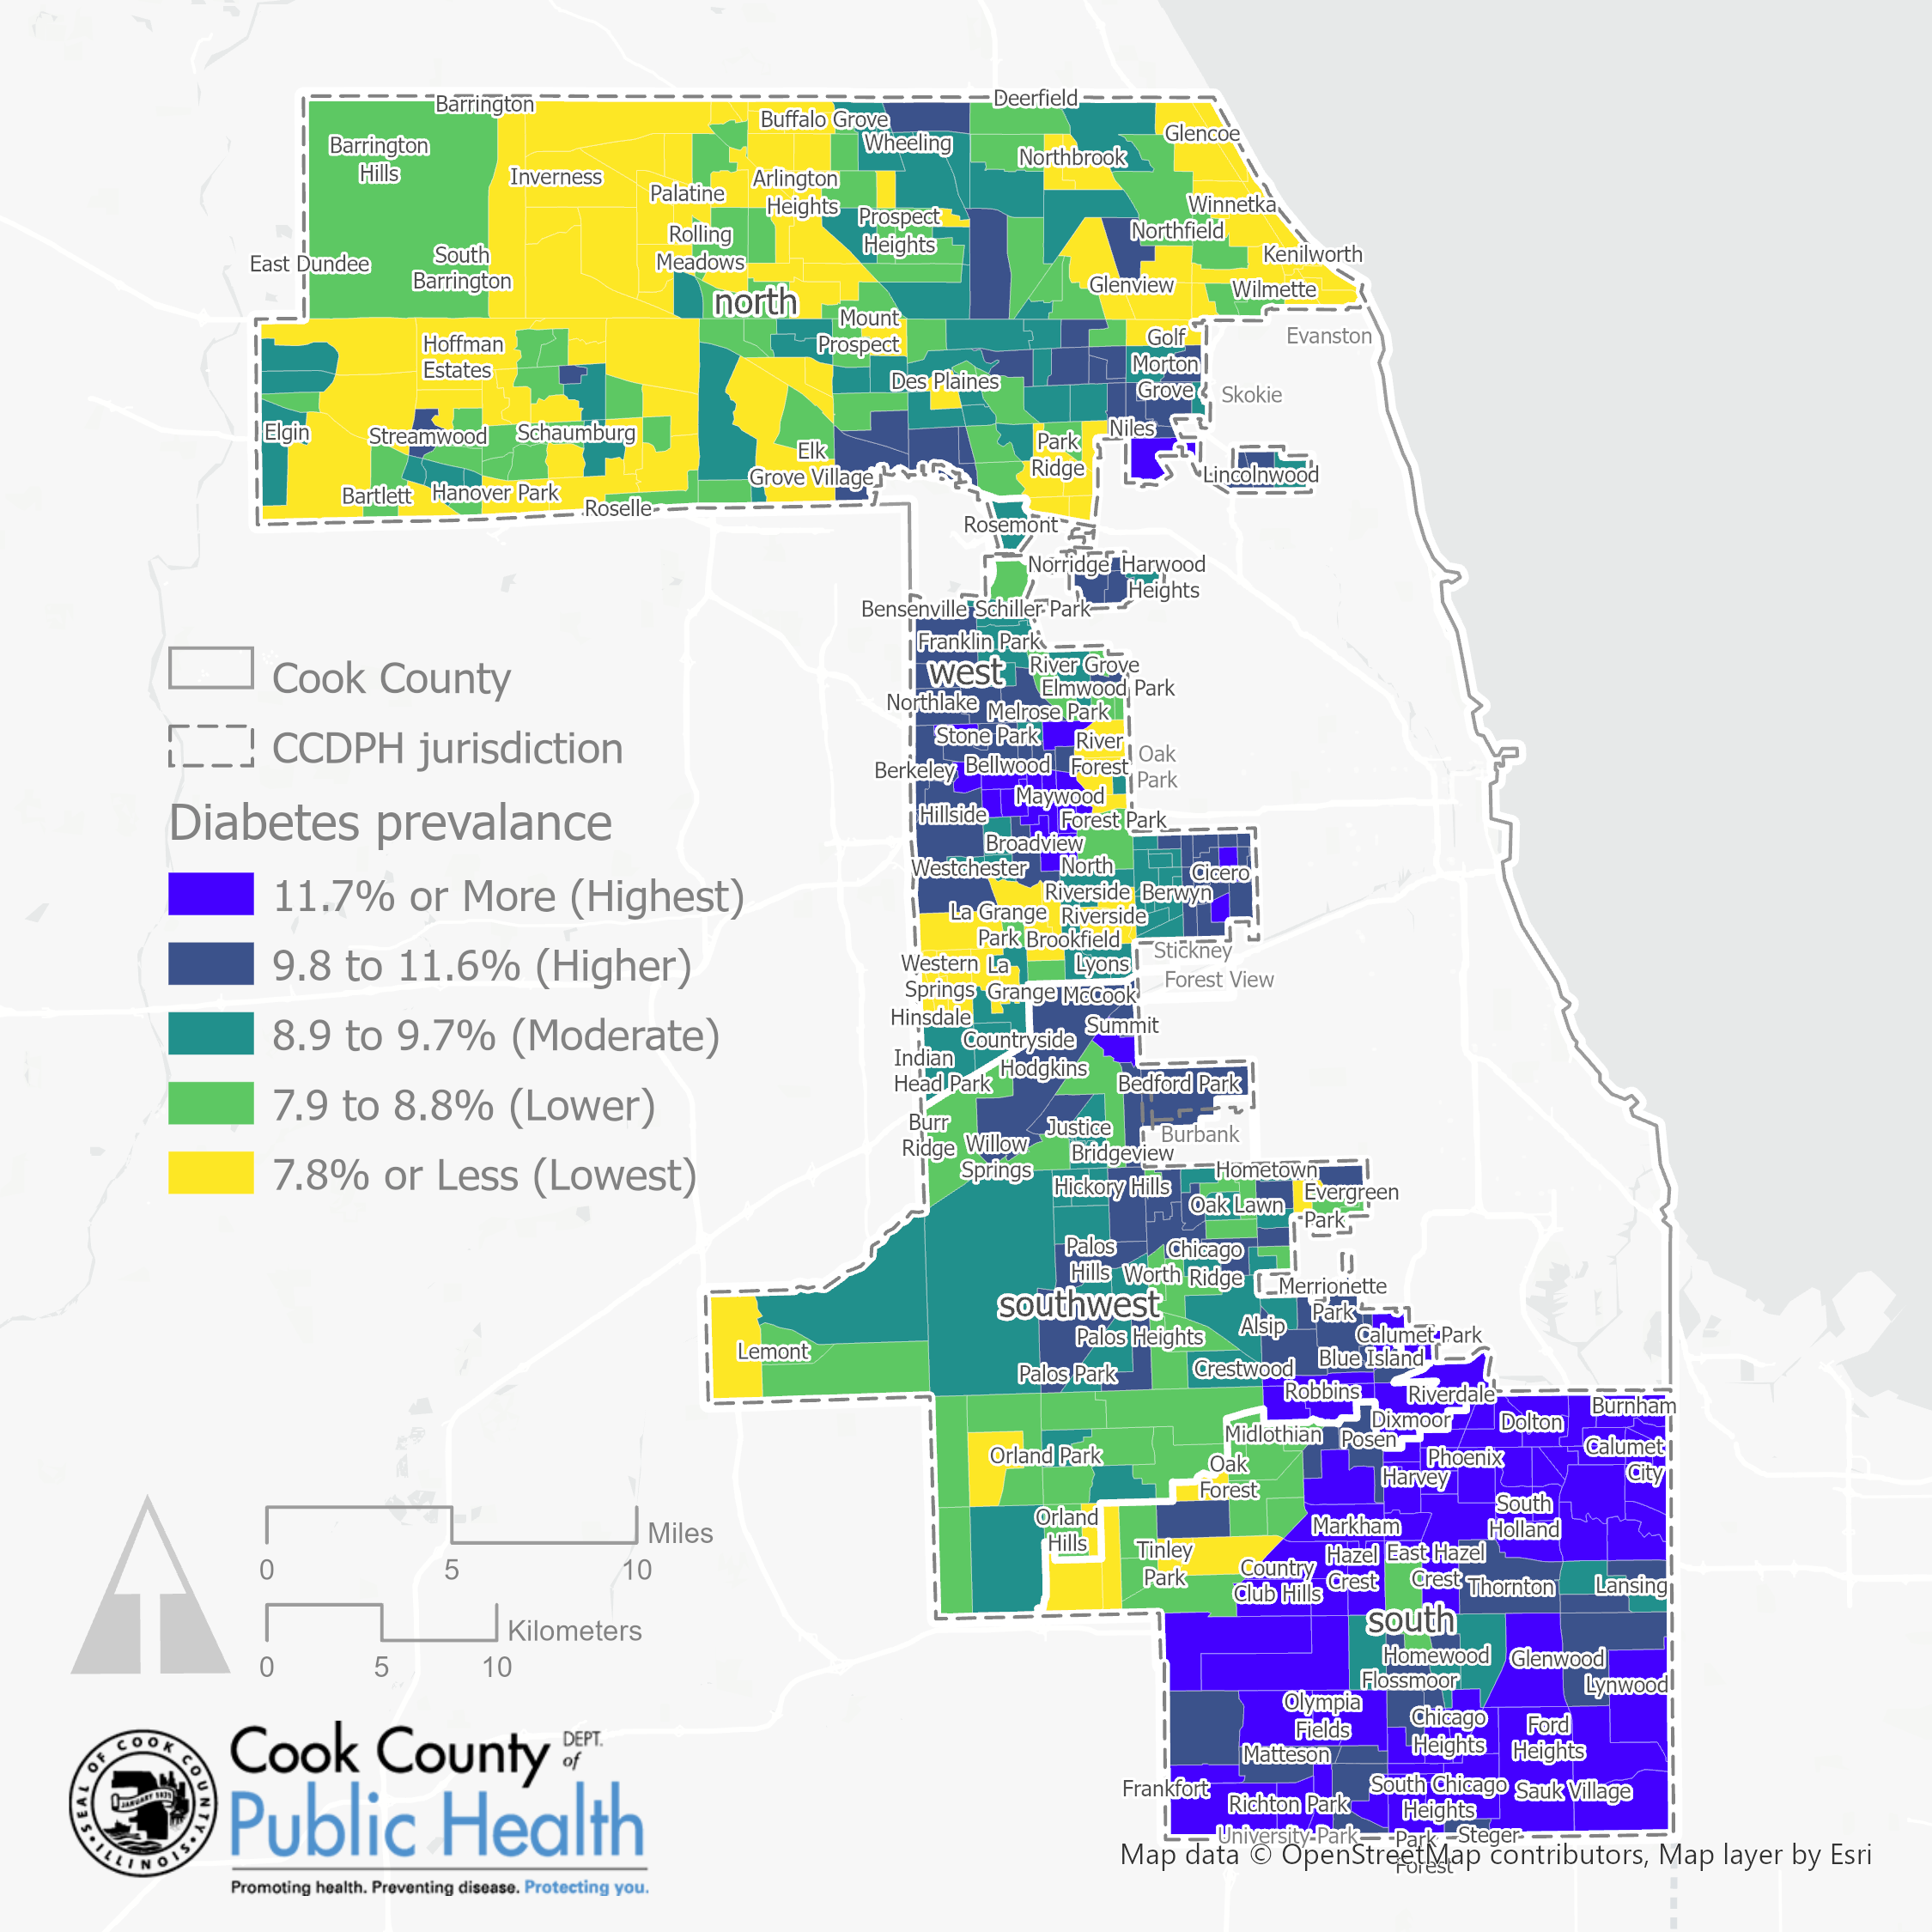 Barrington
Deerfield
Buffalo Grove
Glencoe
Barrington
Hills
Wheeling
Northbrook
Inverness
Palatine
Arlington
Heights
Winnetka
Prospect
Heights
Northfield
Rolling
Meadows
East Dundee
South
Barrington
Kenilworth
Glenview
Wilmette
north
Mount
Prospect
Golf
Evanston
Hoffman
Estates
Morton
Grove
Des Plaines
Skokie
Elgin
Streamwood
Schaumburg
Niles
Elk
Grove Village
Park
Ridge
Lincolnwood
Bartlett
Hanover Park
Roselle
Rosemont
Norridge
Harwood
Heights
Bensenville
Schiller Park
Franklin Park
west
River Grove
Elmwood Park
Northlake
Melrose Park
Stone Park
River
Forest
Oak
Park
Berkeley
Bellwood
Maywood
Hillside
Forest Park
Broadview
Westchester
North
Riverside
Cicero
Berwyn
La Grange
Park
Riverside
Brookfield
Stickney
Western
Springs
La
Grange
Lyons
Forest View
McCook
Hinsdale
Summit
Countryside
Indian
Head Park
Hodgkins
Bedford Park
Burr
Ridge
Justice
Burbank
Willow
Springs
Bridgeview
Hometown
Hickory Hills
Evergreen
Park
Oak Lawn
Palos
Hills
Chicago
Ridge
Worth
Merrionette
Park
southwest
Alsip
Calumet Park
Palos Heights
Lemont
Blue Island
Palos Park
Crestwood
Robbins
Riverdale
Burnham
Dixmoor
Dolton
Midlothian
Posen
Calumet
City
Orland Park
Oak
Forest
Phoenix
Harvey
South
Holland
Orland
Hills
Markham
Tinley
Park
Hazel
Crest
East Hazel
Crest
Country
Club Hills
Thornton
Lansing
south
Homewood
Glenwood
Flossmoor
Lynwood
Olympia
Fields
Chicago
Heights
Ford
Heights
Matteson
Frankfort
South Chicago
Heights
Sauk Village
Richton Park
University Park
Park
Forest
Steger
Cook County
CCDPH jurisdiction
Diabetes prevalance
11.7% or More (Highest)
9.8 to 11.6% (Higher)
8.9 to 9.7% (Moderate)
7.9 to 8.8% (Lower)
7.8% or Less (Lowest)
Miles
0 5 10
Kilometers
0 5 10
SEAL OF COOK COUNTY
JANUARY 1831
ILLINOIS
Cook County DEPT. of
Public Health
Promoting health. Preventing disease. Protecting you.
Map data © OpenStreetMap contributors, Map layer by Esri